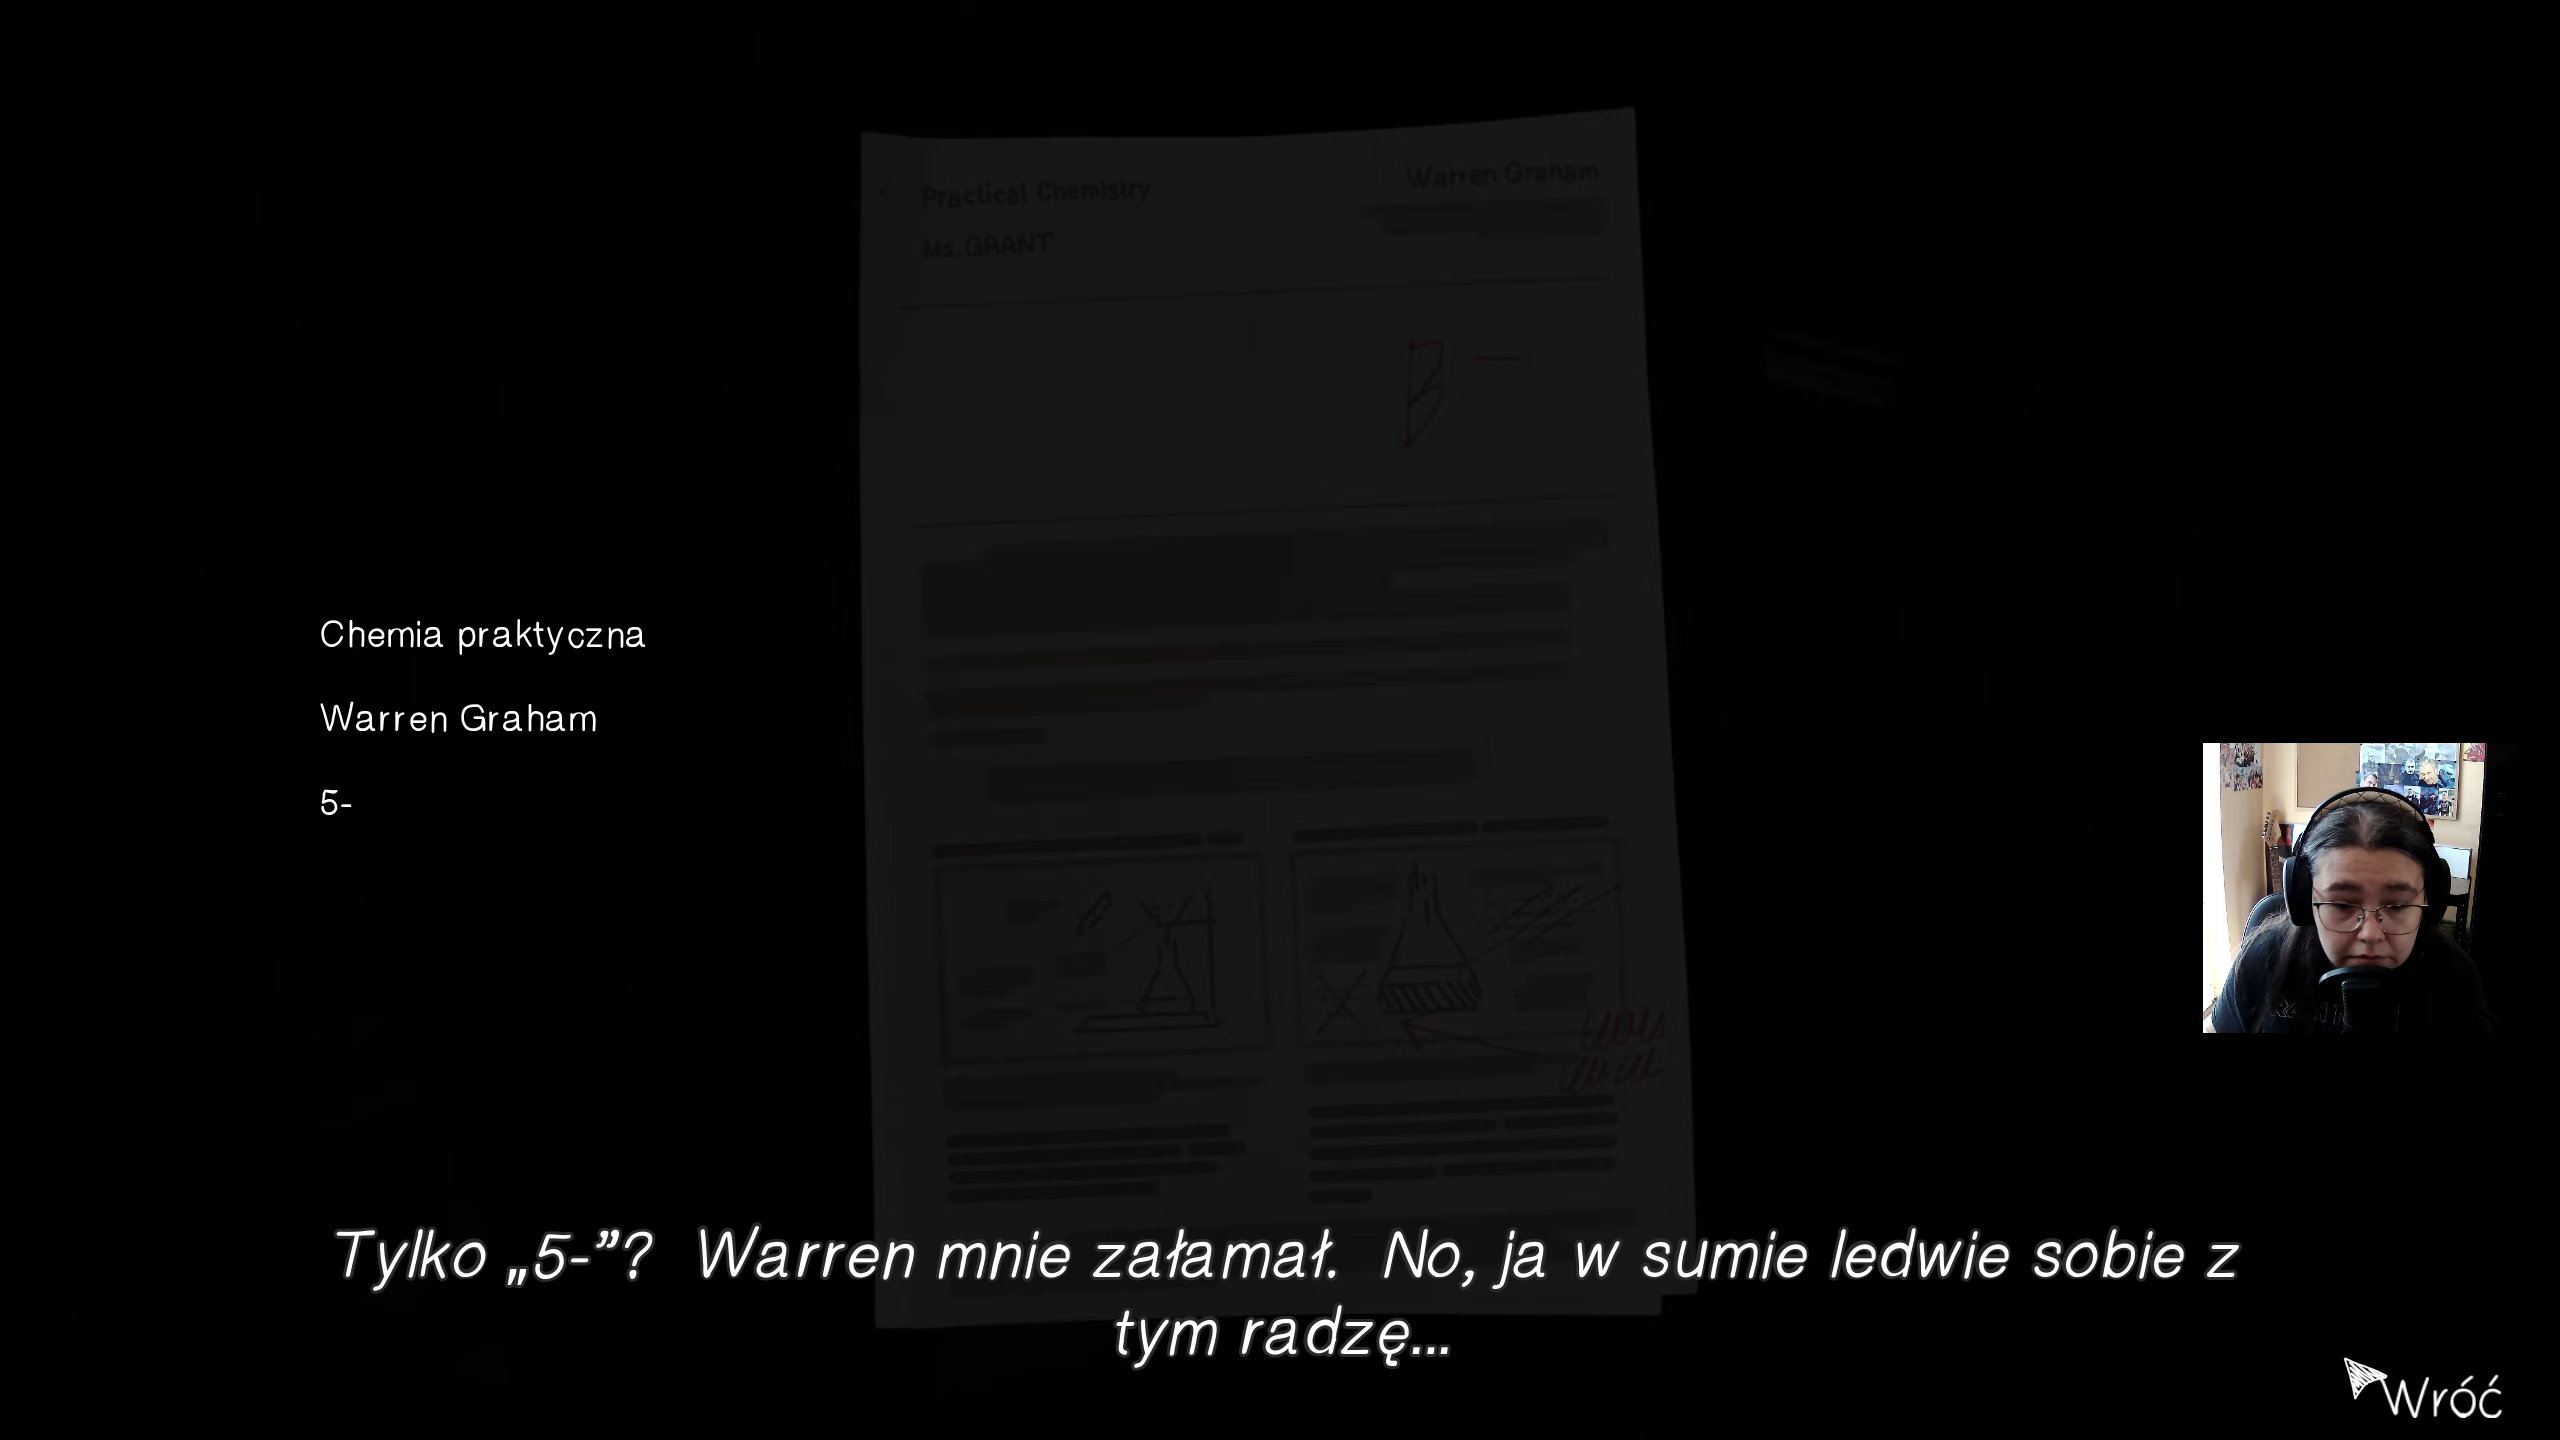 Practical Chemistry
Warren Graham
Ms. GRANT
B -
Chemia praktyczna
Warren Graham
5-
Tylko „5-”? Warren mnie załamał. No, ja w sumie ledwie sobie z
tym radzę...
Wróć